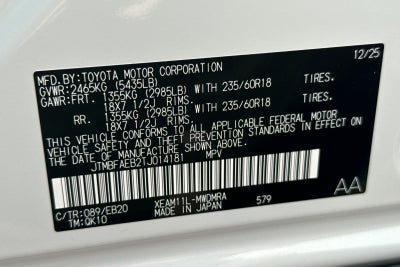 12/25
MFD.BY:TOYOTA MOTOR CORPORATION
GVWR:2465KG (5435LB)
GAWR:FRT. 1355KG (2985LB) WITH 235/60R18 TIRES.
18X7 1/2J RIMS
RR. 1355KG (2985LB) WITH 235/60R18 TIRES.
18X7 1/2J RIMS
THIS VEHICLE CONFORMS TO ALL APPLICABLE FEDERAL MOTOR
VEHICLE SAFETY STANDARDS IN EFFECT ON THE DATE OF
MANUFACTURE SHOWN ABOVE.
JTMBFAEB2TJ014181 MPV
AA
C/TR:089/EB20 XEAM11L-MWDMRA 579
TM:QK10 MADE IN JAPAN